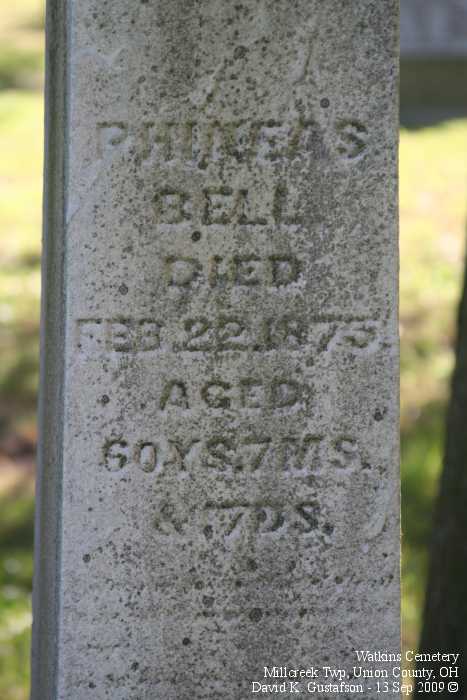 PHINEAS
BELL
DIED
FEB. 22, 1875.
AGED
60 YS. 7 MS.
& 7 DS.
Watkins Cemetery
Millcreek Twp, Union County, OH
David K. Gustafson - 13 Sep 2009 ©